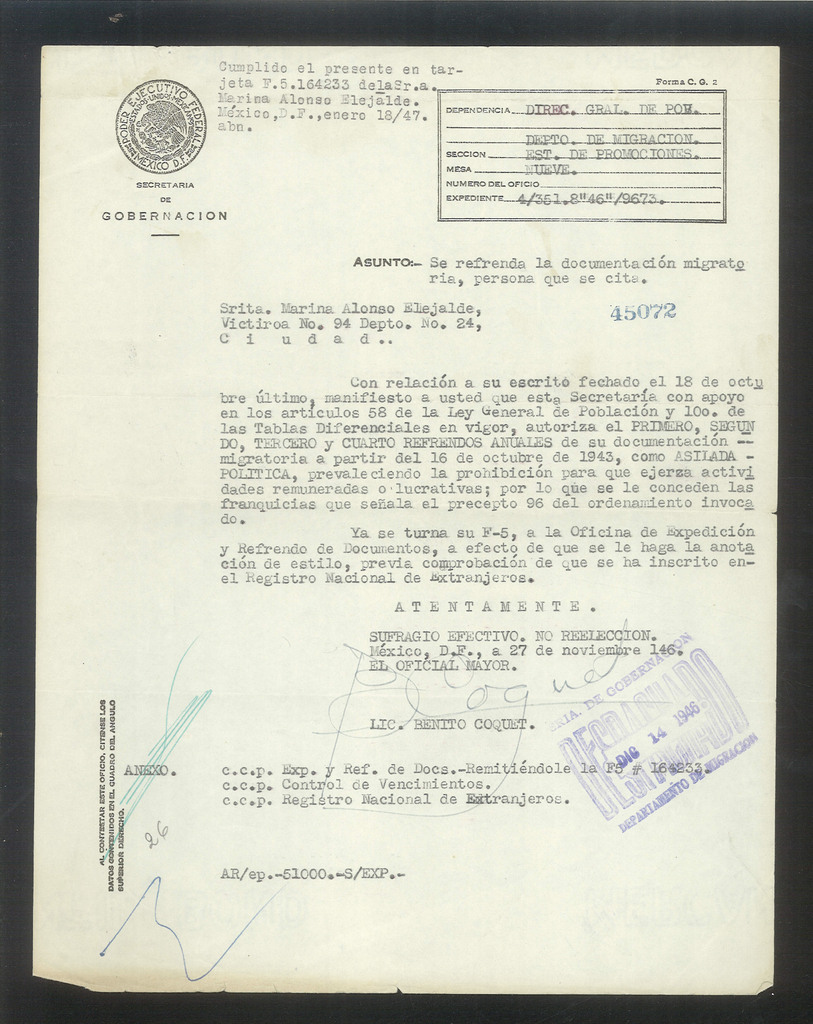 Cumplido el presente en tar-
jeta F.5.164233 delaSr.a.
Marina Alonso Elejalde.
México,D.F.,enero 18/47.
abn.
PODER EJECUTIVO FEDERAL
ESTADOS UNIDOS MEXICANOS
MEXICO D.F.
SECRETARIA
DE
GOBERNACION
Forma C. G. 2
DEPENDENCIA DIREC. GRAL. DE POB.
DEPTO. DE MIGRACION.
SECCION EST. DE PROMOCIONES.
MESA NUEVE.
NUMERO DEL OFICIO
EXPEDIENTE 4/351.8"46"/9673.
ASUNTO:- Se refrenda la documentación migrato
ria, persona que se cita.
Srita. Marina Alonso Elejalde,
Victiroa No. 94 Depto. No. 24,
C i u d a d..
45072
Con relación a su escrito fechado el 18 de octu
bre último, manifiesto a usted que esta Secretaría con apoyo
en los artículos 58 de la Ley General de Población y 10o. de
las Tablas Diferenciales en vigor, autoriza el PRIMERO, SEGUN
DO, TERCERO y CUARTO REFRENDOS ANUALES de su documentación --
migratoria a partir del 16 de octubre de 1943, como ASILADA -
POLITICA, prevaleciendo la prohibición para que ejerza activi
dades remuneradas o lucrativas; por lo que se le conceden las
franquicias que señala el precepto 96 del ordenamiento invoca
do.
Ya se turna su F-5, a la Oficina de Expedición
y Refrendo de Documentos, a efecto de que se le haga la anota
ción de estilo, previa comprobación de que se ha inscrito en-
el Registro Nacional de Extranjeros.
A T E N T A M E N T E .
SUFRAGIO EFECTIVO. NO REELECCION.
México, D.F., a 27 de noviembre 146.
EL OFICIAL MAYOR.
B Coquet
LIC. BENITO COQUET.
RIA. DE GOBERNACION
DIC 14 1946
DESPACHADO
DEPARTAMENTO DE MIGRACION
ANEXO.
c.c.p. Exp. y Ref. de Docs.-Remitiéndole la F5 # 164233.
c.c.p. Control de Vencimientos.
c.c.p. Registro Nacional de Extranjeros.
AL CONTESTAR ESTE OFICIO, CITENSE LOS
DATOS CONTENIDOS EN EL CUADRO DEL ANGULO
SUPERIOR DERECHO.
26
AR/ep.-51000.-S/EXP.-